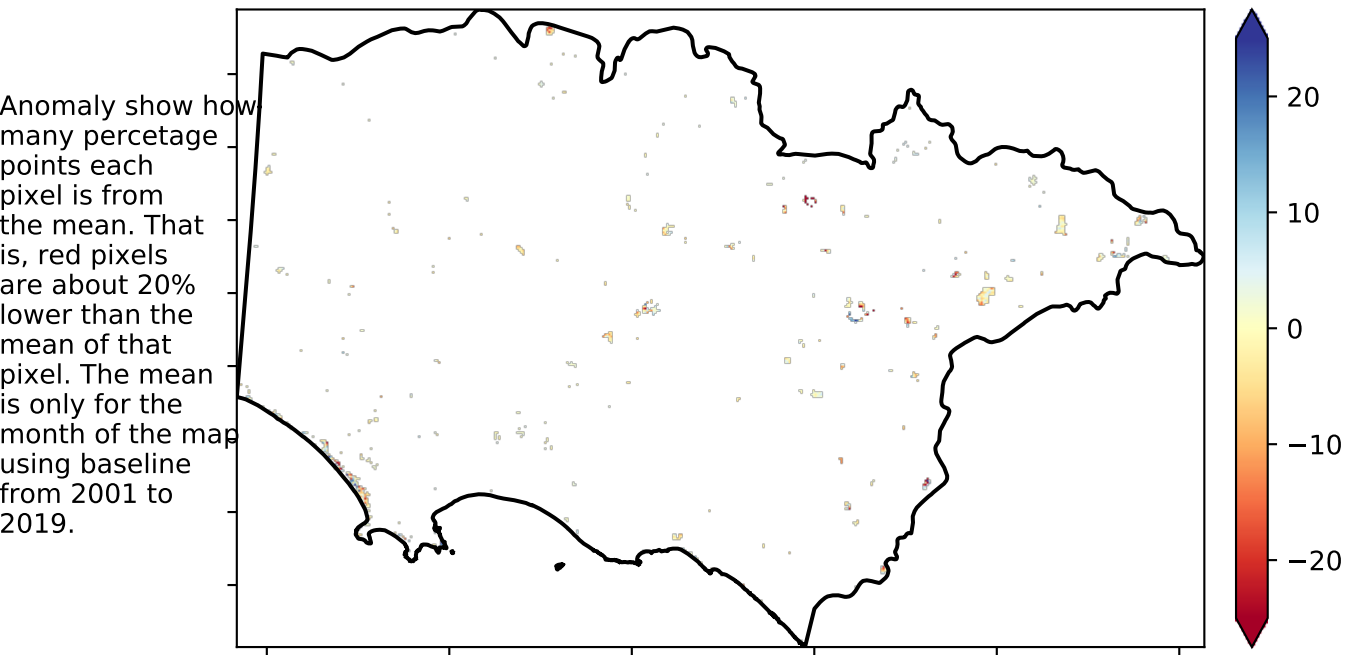 Anomaly show how
many percetage
points each
pixel is from
the mean. That
is, red pixels
are about 20%
lower than the
mean of that
pixel. The mean
is only for the
month of the map
using baseline
from 2001 to
2019.
20
10
0
−10
−20